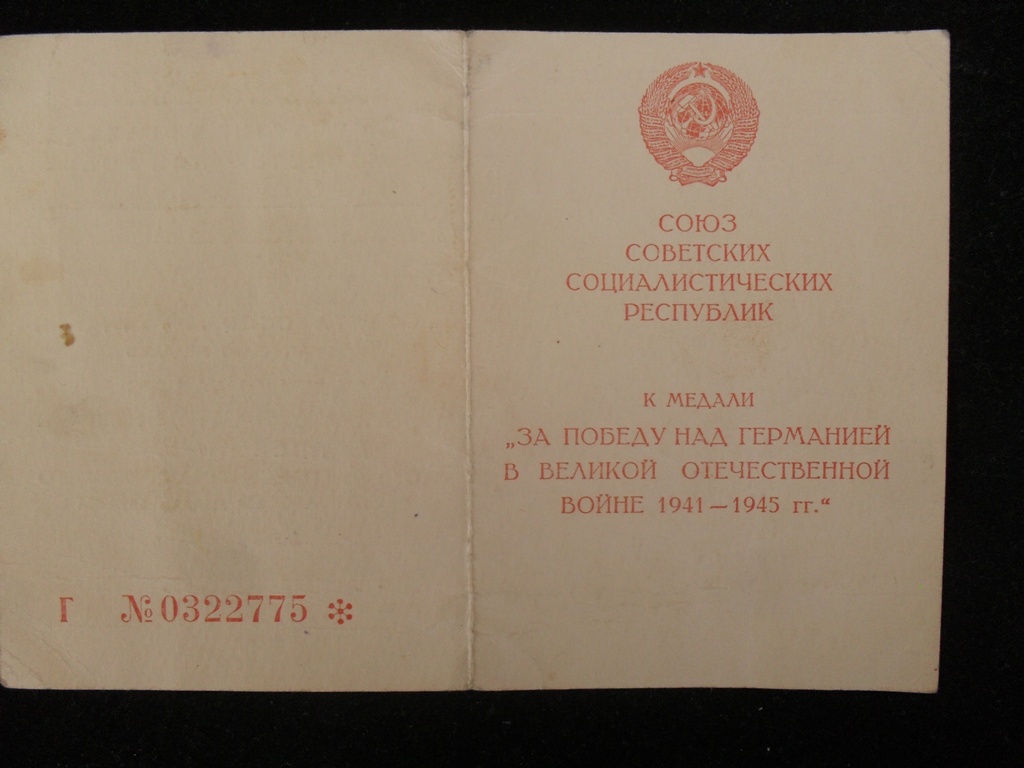 Г №0322775
СОЮЗ
СОВЕТСКИХ
СОЦИАЛИСТИЧЕСКИХ
РЕСПУБЛИК
К МЕДАЛИ
„ЗА ПОБЕДУ НАД ГЕРМАНИЕЙ
В ВЕЛИКОЙ ОТЕЧЕСТВЕННОЙ
ВОЙНЕ 1941—1945 гг.“